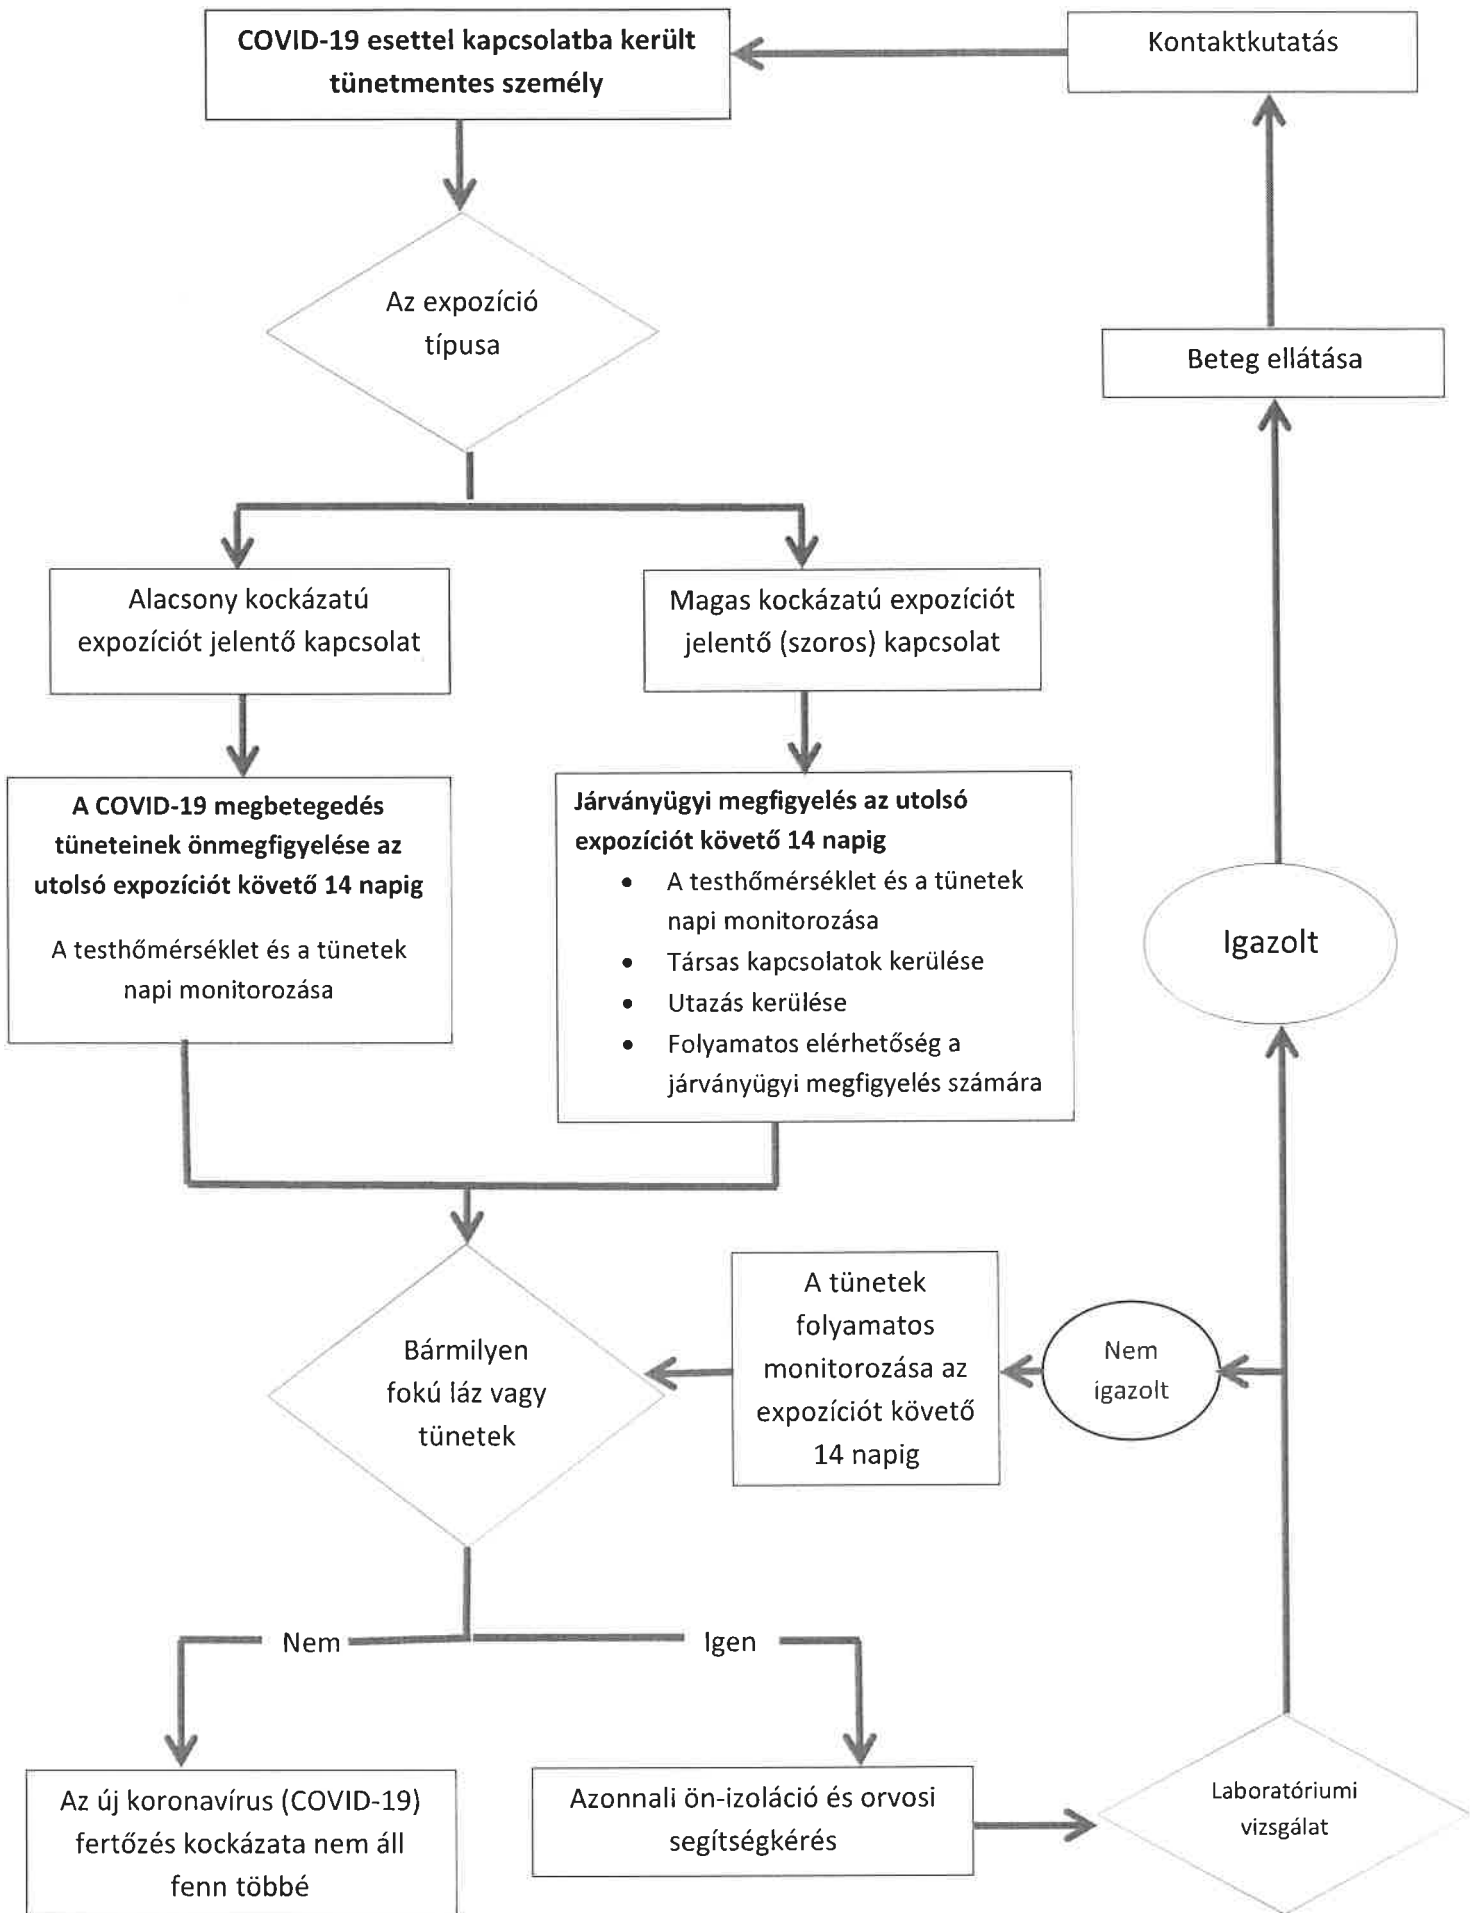 COVID-19 esettel kapcsolatba került
tünetmentes személy
Kontaktkutatás
Az expozíció
típusa
Beteg ellátása
Alacsony kockázatú
expozíciót jelentő kapcsolat
Magas kockázatú expozíciót
jelentő (szoros) kapcsolat
A COVID-19 megbetegedés
tüneteinek önmegfigyelése az
utolsó expozíciót követő 14 napig
A testhőmérséklet és a tünetek
napi monitorozása
Járványügyi megfigyelés az utolsó
expozíciót követő 14 napig
• A testhőmérséklet és a tünetek
napi monitorozása
• Társas kapcsolatok kerülése
• Utazás kerülése
• Folyamatos elérhetőség a
járványügyi megfigyelés számára
Igazolt
Bármilyen
fokú láz vagy
tünetek
A tünetek
folyamatos
monitorozása az
expozíciót követő
14 napig
Nem
igazolt
Nem
Igen
Az új koronavírus (COVID-19)
fertőzés kockázata nem áll
fenn többé
Azonnali ön-izoláció és orvosi
segítségkérés
Laboratóriumi
vizsgálat